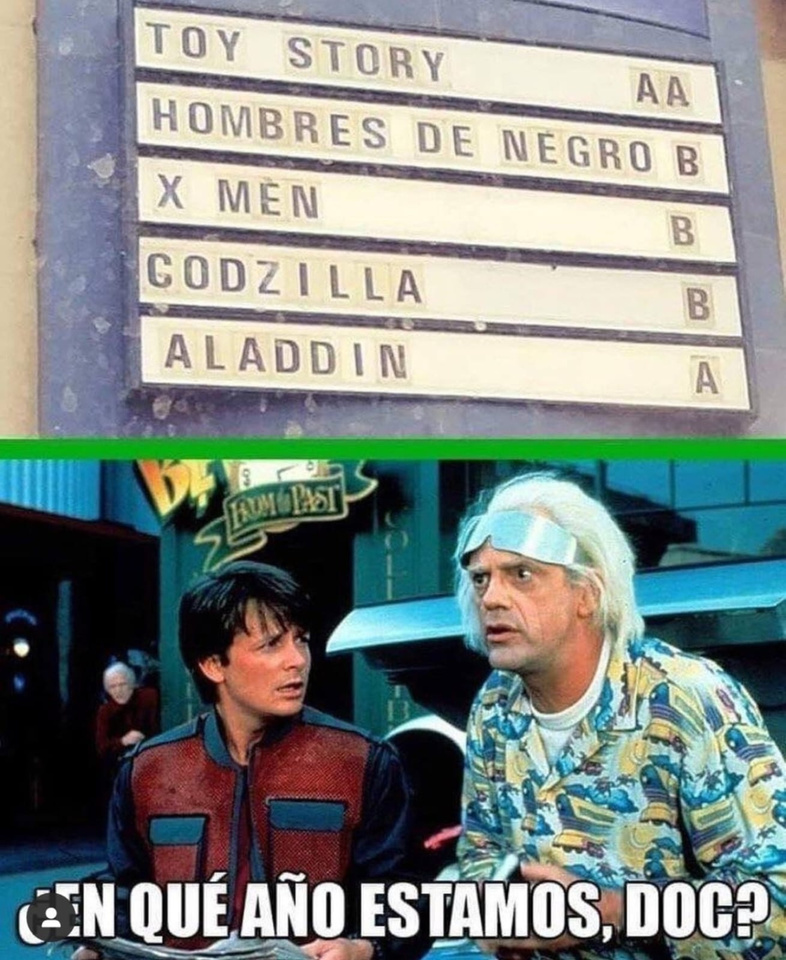 TOY STORY AA
HOMBRES DE NEGRO B
X MEN B
GODZILLA B
ALADDIN A
FROM the PAST
¿EN QUÉ AÑO ESTAMOS, DOC?